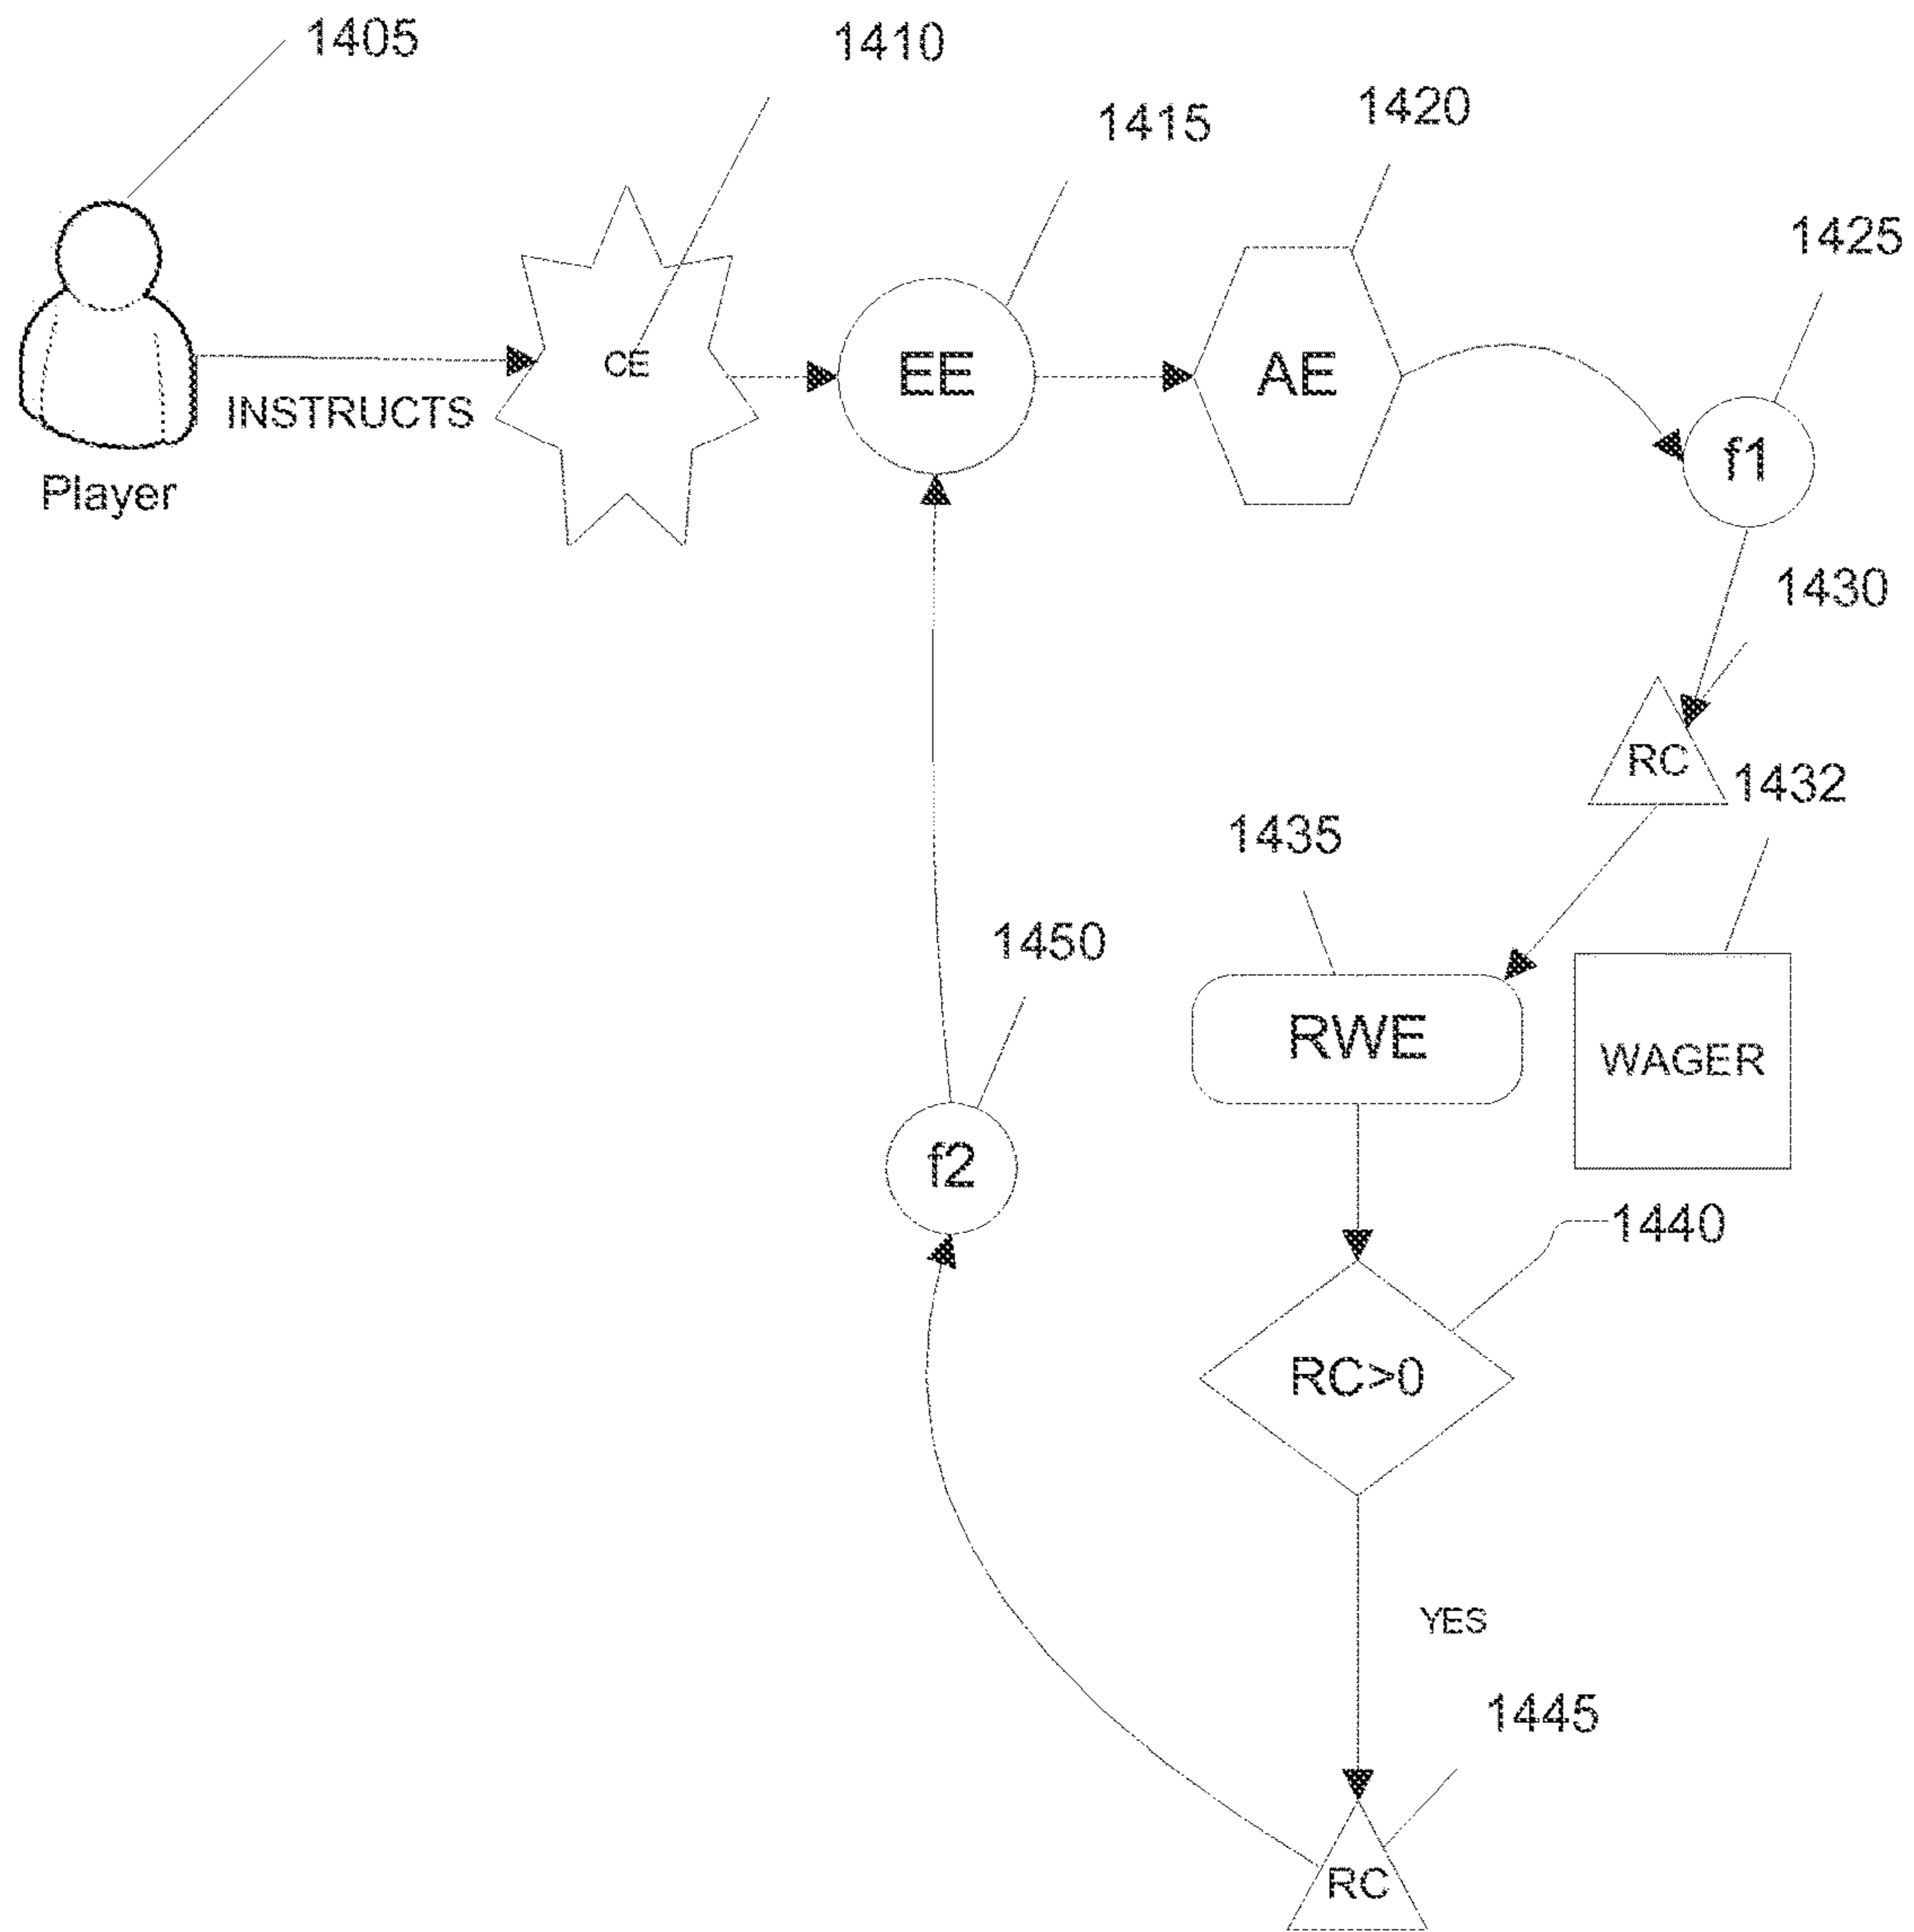 1405
1410
1415
1420
1425
CE
EE
AE
INSTRUCTS
f1
Player
1430
RC
1432
1435
1450
RWE
WAGER
f2
1440
RC>0
YES
1445
RC